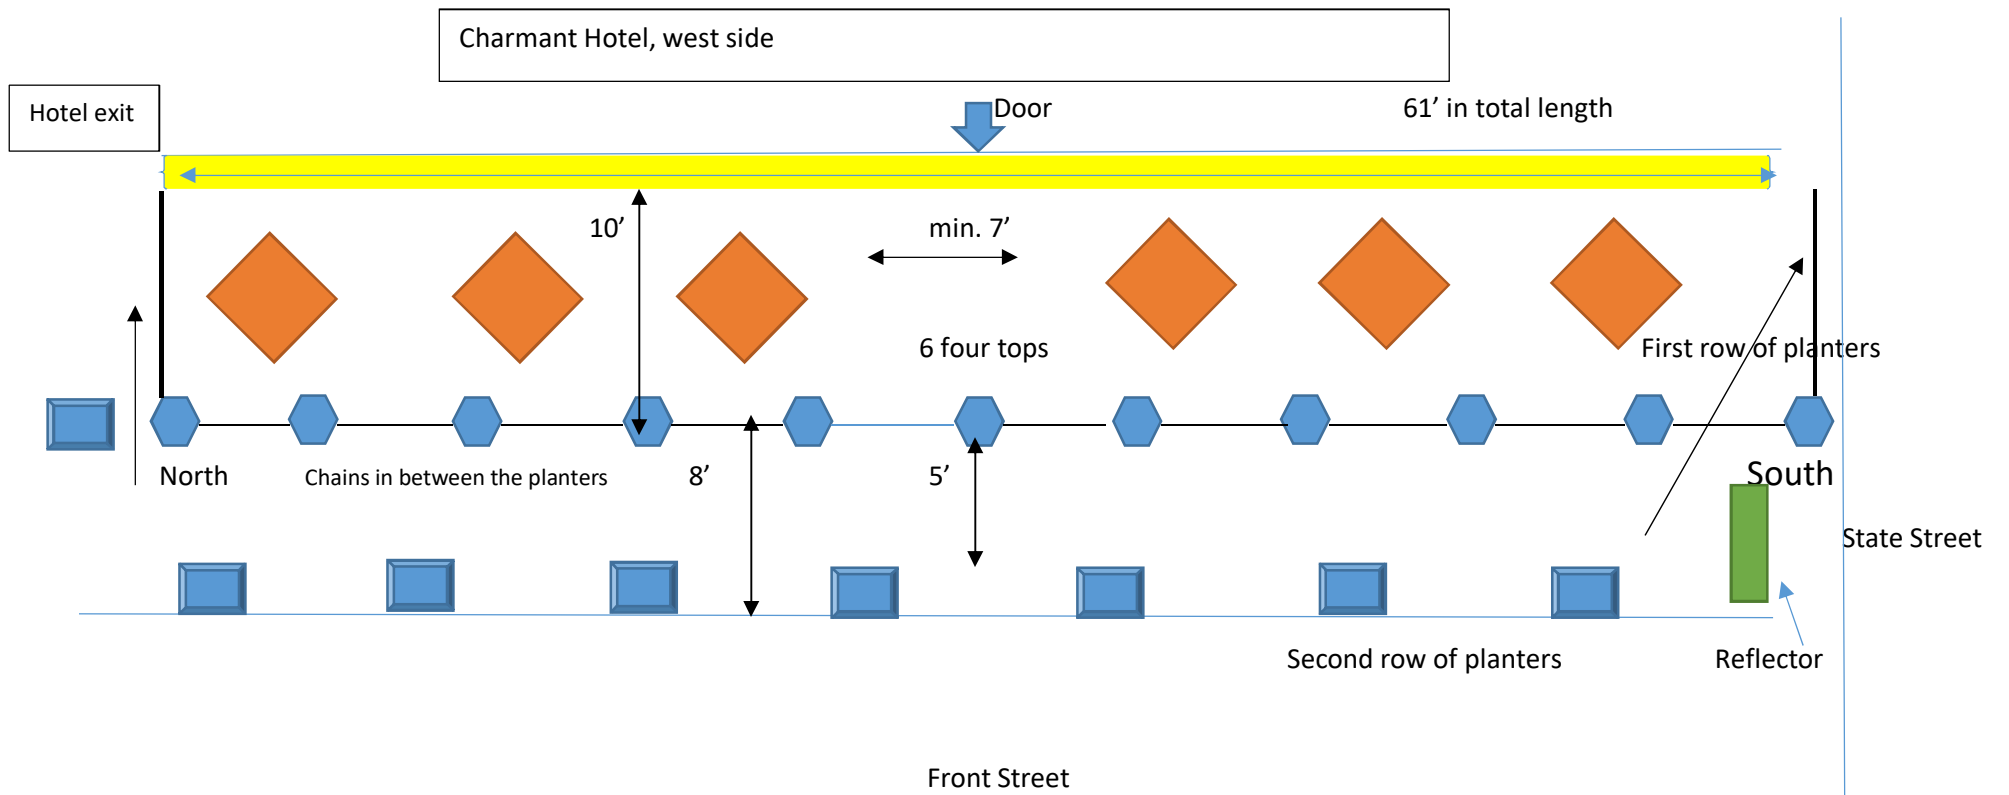 Charmant Hotel, west side
Hotel exit
Door
61’ in total length
10’
min. 7’
6 four tops
First row of planters
North
Chains in between the planters
8’
5’
South
State Street
Second row of planters
Reflector
Front Street